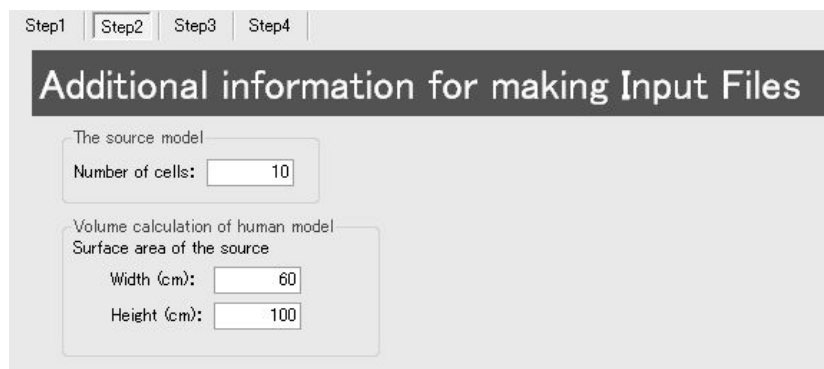 Step1 Step2 Step3 Step4
Additional information for making Input Files
The source model
Number of cells: 10
Volume calculation of human model
Surface area of the source
Width (cm): 60
Height (cm): 100